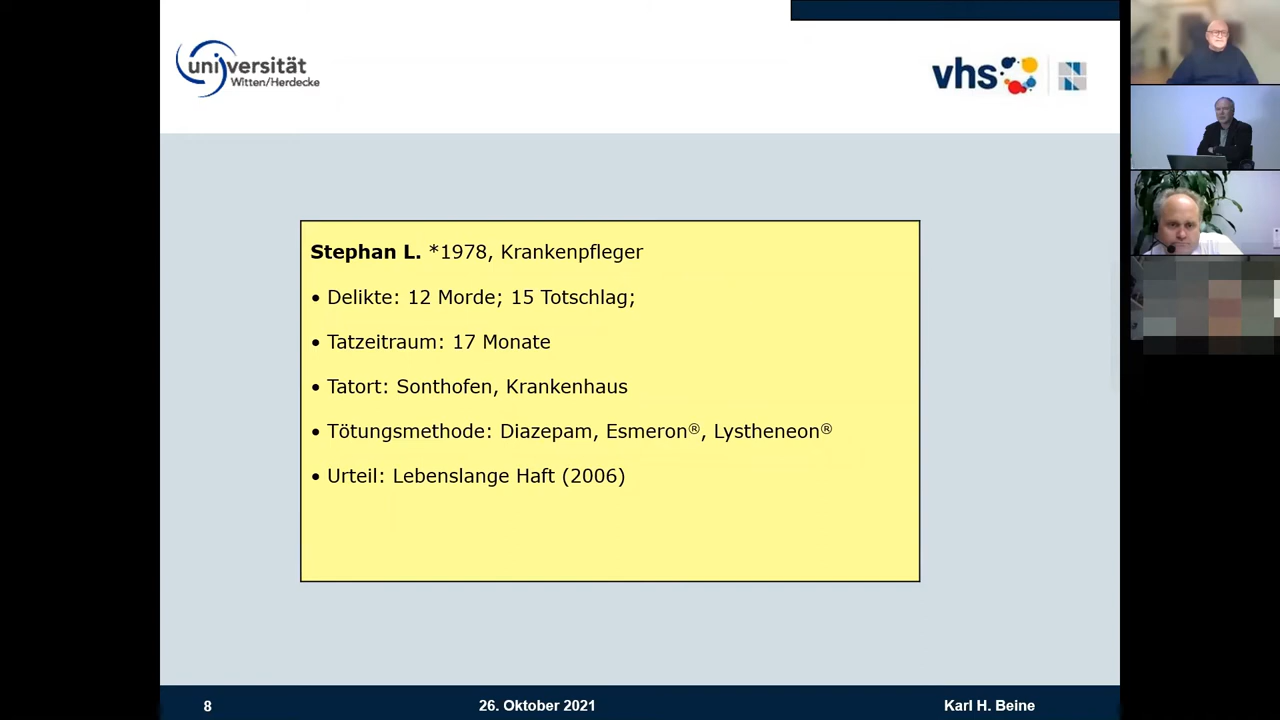 universität
Witten/Herdecke
vhs
Stephan L. *1978, Krankenpfleger
• Delikte: 12 Morde; 15 Totschlag;
• Tatzeitraum: 17 Monate
• Tatort: Sonthofen, Krankenhaus
• Tötungsmethode: Diazepam, Esmeron®, Lystheneon®
• Urteil: Lebenslange Haft (2006)
8
26. Oktober 2021
Karl H. Beine